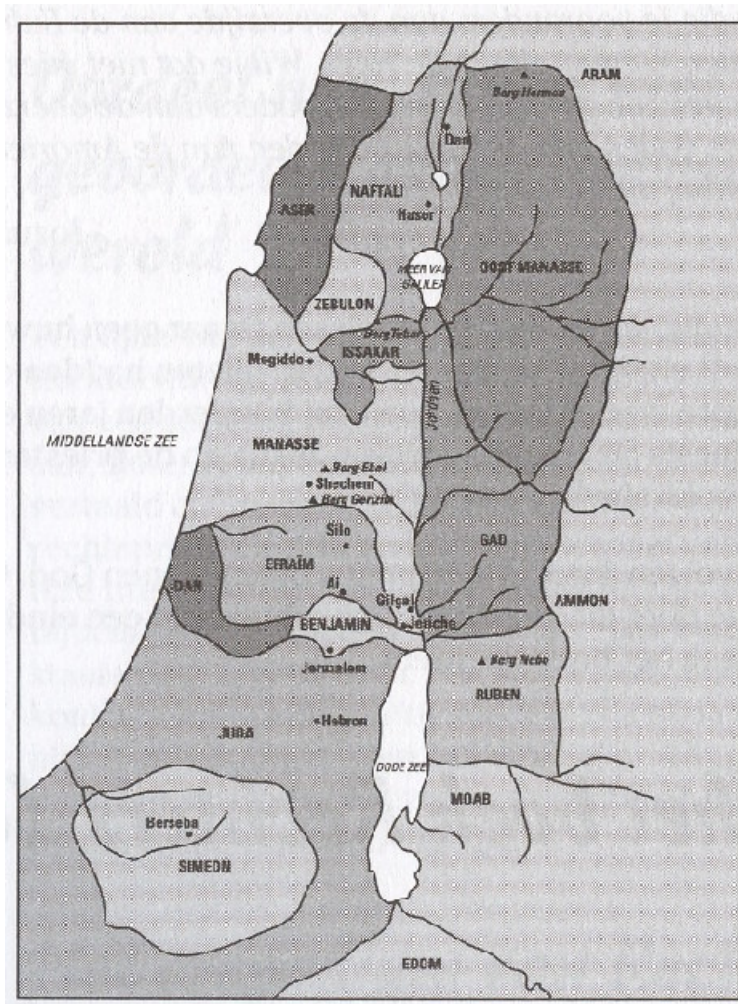 ARAM
Berg Hermon
Dan
NAFTALI
ASER
Hasor
MEER VAN
GALILEA
OOST MANASSE
ZEBULON
Berg Tabor
ISSAKAR
Megiddo
Jordaan
MIDDELLANDSE ZEE
MANASSE
Berg Ebal
Shechem
Berg Gerizim
Silo
GAD
EFRAÏM
DAN
Ai
Gilgal
AMMON
BENJAMIN
Jericho
Jeruzalem
Berg Nebo
RUBEN
Hebron
JUDA
DODE ZEE
MOAB
Berseba
SIMEON
EDOM